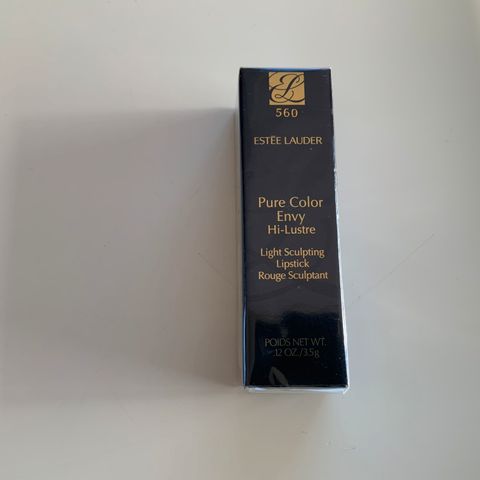 EL
560
ESTĒE LAUDER
Pure Color
Envy
Hi-Lustre
Light Sculpting
Lipstick
Rouge Sculptant
POIDS NET WT.
.12 OZ./3.5g